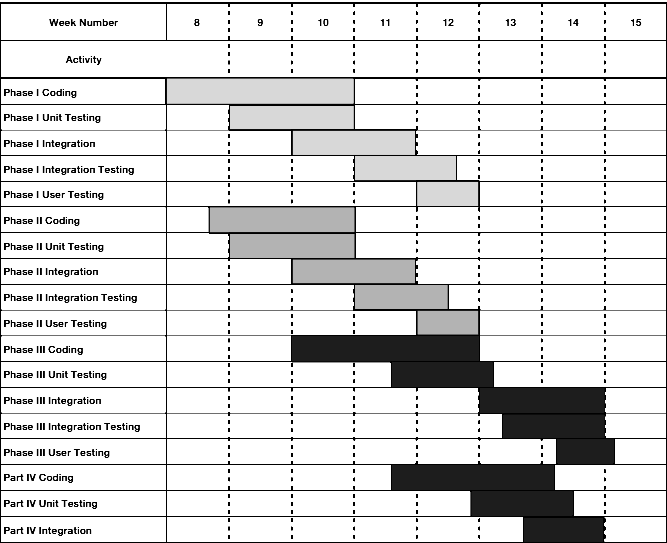 Week Number 8 9 10 11 12 13 14 15
Activity
Phase I Coding
Phase I Unit Testing
Phase I Integration
Phase I Integration Testing
Phase I User Testing
Phase II Coding
Phase II Unit Testing
Phase II Integration
Phase II Integration Testing
Phase II User Testing
Phase III Coding
Phase III Unit Testing
Phase III Integration
Phase III Integration Testing
Phase III User Testing
Part IV Coding
Part IV Unit Testing
Part IV Integration